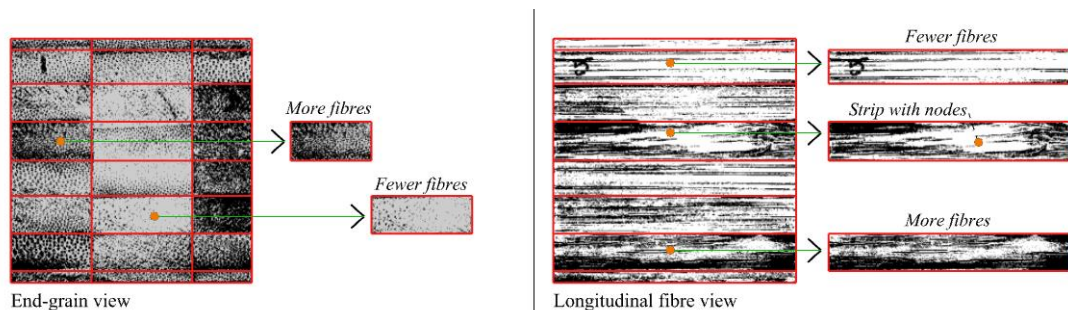 More fibres
Fewer fibres
End-grain view
Fewer fibres
Strip with nodes
More fibres
Longitudinal fibre view